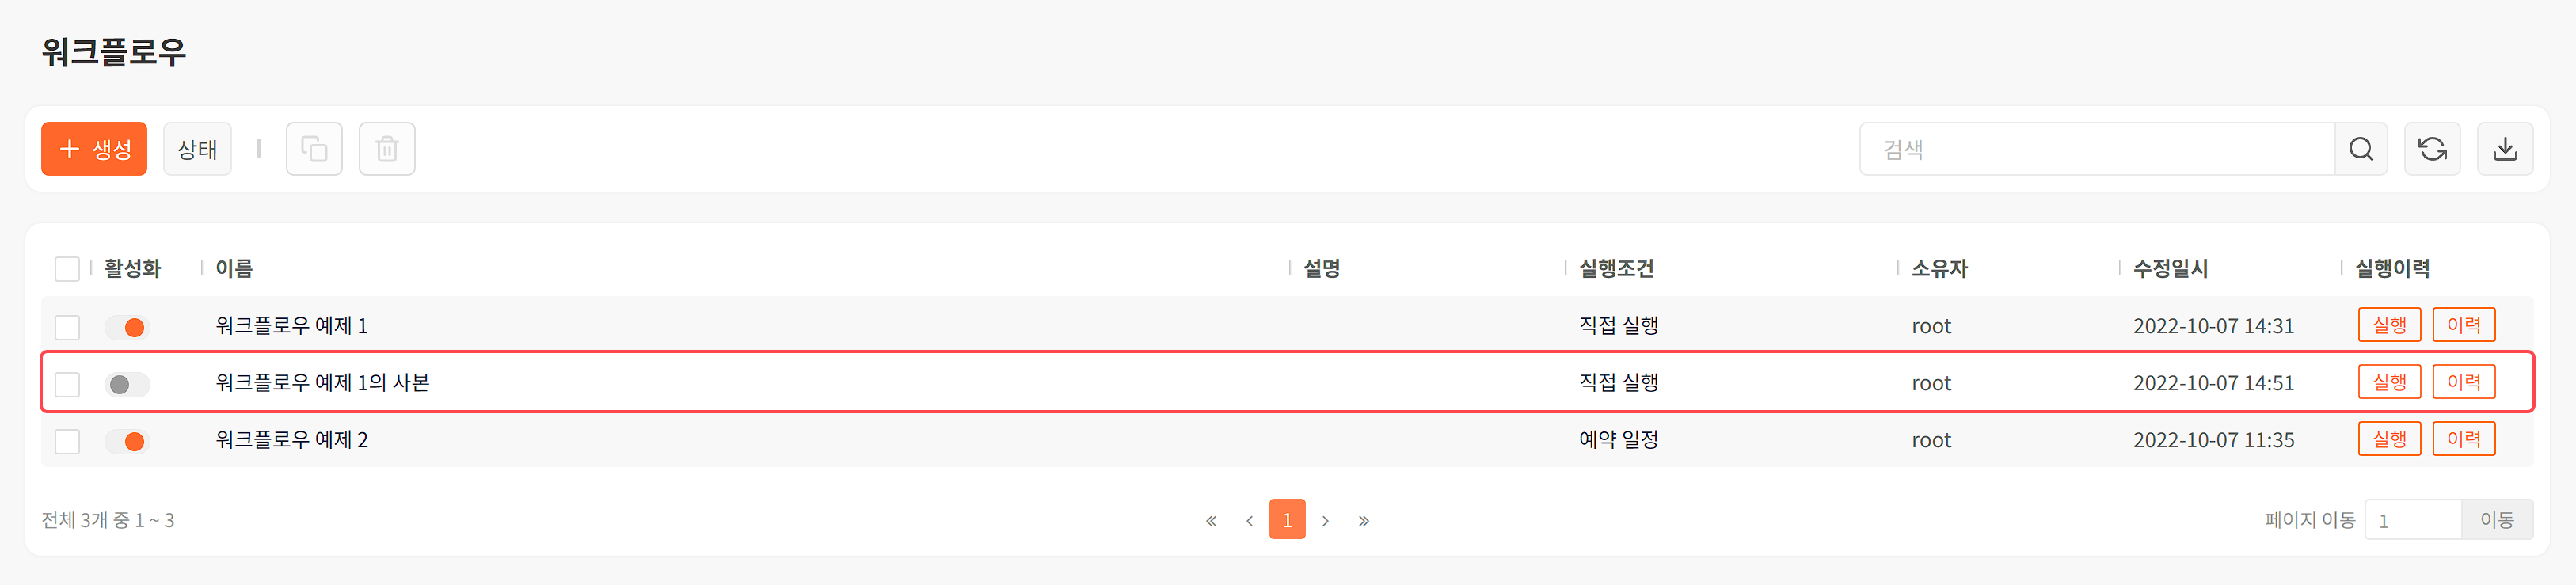 워크플로우
+ 생성 상태 검색
활성화 이름 설명 실행조건 소유자 수정일시 실행이력
워크플로우 예제 1 직접 실행 root 2022-10-07 14:31 실행 이력
워크플로우 예제 1의 사본 직접 실행 root 2022-10-07 14:51 실행 이력
워크플로우 예제 2 예약 일정 root 2022-10-07 11:35 실행 이력
전체 3개 중 1 ~ 3 « ‹ 1 › » 페이지 이동 1 이동